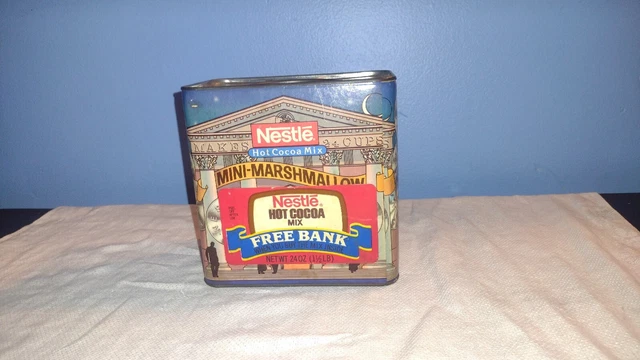 Nestlé®
Hot Cocoa Mix
MAKES 24 CUPS
MINI-MARSHMALLOW
Nestlé®
HOT COCOA
MIX
FREE BANK
NET WT 24 OZ (1½ LB)